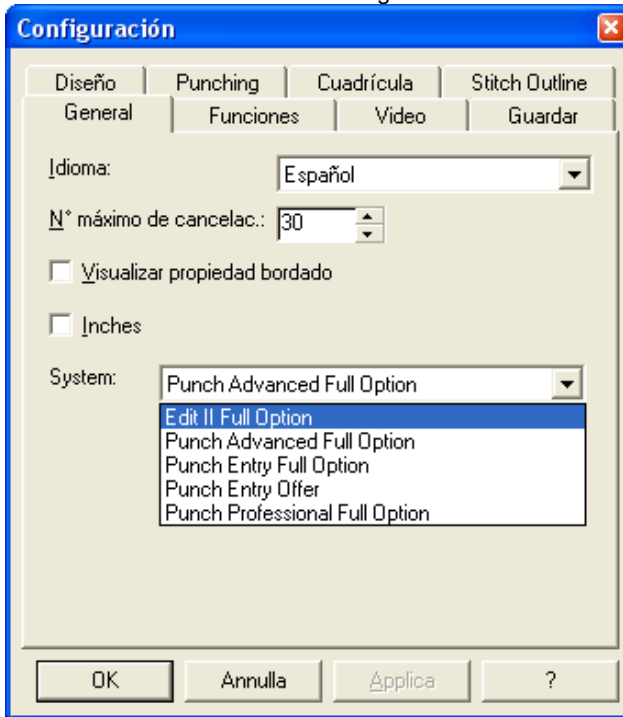 Configuración
Diseño Punching Cuadrícula Stitch Outline
General Funciones Video Guardar
Idioma: Español
N° máximo de cancelac.: 30
Visualizar propiedad bordado
Inches
System: Punch Advanced Full Option
Edit II Full Option
Punch Advanced Full Option
Punch Entry Full Option
Punch Entry Offer
Punch Professional Full Option
OK Annulla Applica ?